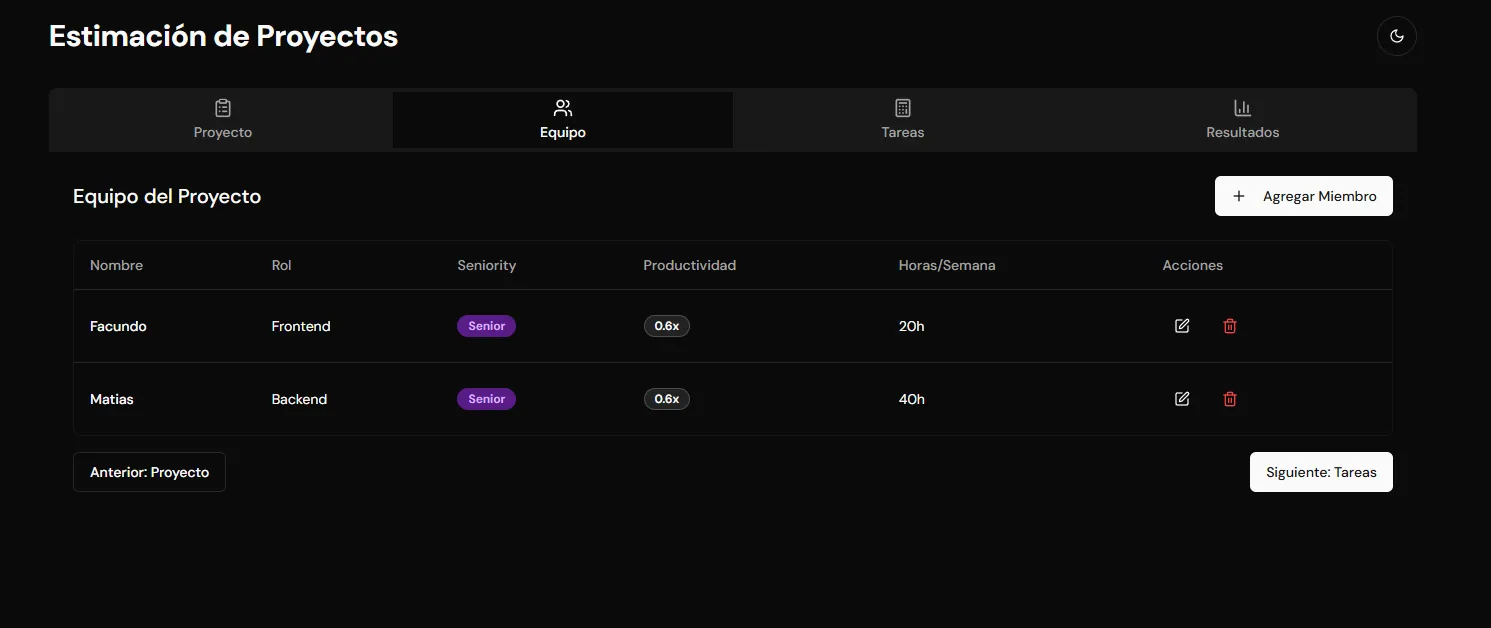 Estimación de Proyectos
Proyecto
Equipo
Tareas
Resultados
Equipo del Proyecto
+ Agregar Miembro
Nombre Rol Seniority Productividad Horas/Semana Acciones
Facundo Frontend Senior 0.6x 20h
Matias Backend Senior 0.6x 40h
Anterior: Proyecto
Siguiente: Tareas